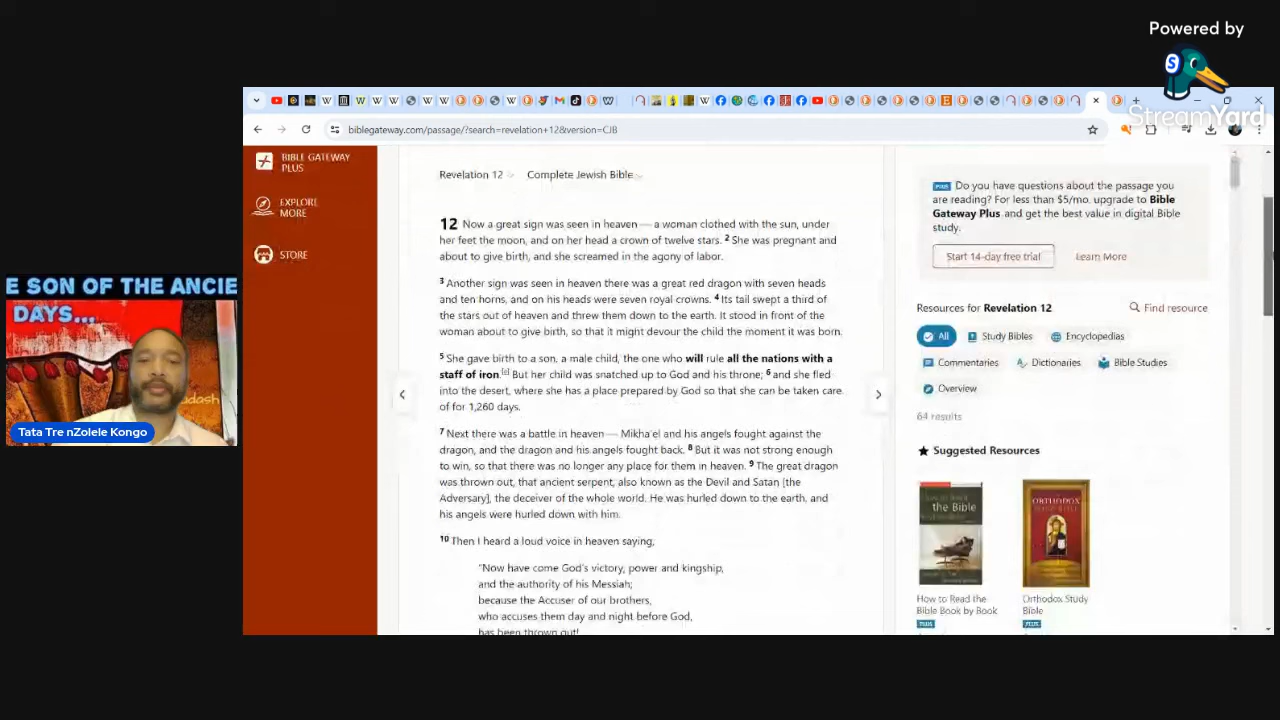 Powered by
S
StreamYard
biblegateway.com/passage/?search=revelation+12&version=CJB
BIBLE GATEWAY
PLUS
EXPLORE
MORE
STORE
Revelation 12
Complete Jewish Bible
12 Now a great sign was seen in heaven — a woman clothed with the sun, under
her feet the moon, and on her head a crown of twelve stars. 2 She was pregnant and
about to give birth, and she screamed in the agony of labor.
3 Another sign was seen in heaven there was a great red dragon with seven heads
and ten horns, and on his heads were seven royal crowns. 4 Its tail swept a third of
the stars out of heaven and threw them down to the earth. It stood in front of the
woman about to give birth, so that it might devour the child the moment it was born.
5 She gave birth to a son, a male child, the one who will rule all the nations with a
staff of iron. But her child was snatched up to God and his throne; 6 and she fled
into the desert, where she has a place prepared by God so that she can be taken care
of for 1,260 days.
7 Next there was a battle in heaven — Mikha'el and his angels fought against the
dragon, and the dragon and his angels fought back. 8 But it was not strong enough
to win, so that there was no longer any place for them in heaven. 9 The great dragon
was thrown out, that ancient serpent, also known as the Devil and Satan [the
Adversary], the deceiver of the whole world. He was hurled down to the earth, and
his angels were hurled down with him.
10 Then I heard a loud voice in heaven saying,
“Now have come God's victory, power and kingship,
and the authority of his Messiah;
because the Accuser of our brothers,
who accuses them day and night before God,
has been thrown out!
PLUS Do you have questions about the passage you
are reading? For less than $5/mo. upgrade to Bible
Gateway Plus and get the best value in digital Bible
study.
Start 14-day free trial
Learn More
Resources for Revelation 12
Find resource
All
Study Bibles
Encyclopedias
Commentaries
Dictionaries
Bible Studies
Overview
64 results
Suggested Resources
the Bible
ORTHODOX
How to Read the
Bible Book by Book
PLUS
Orthodox Study
Bible
PLUS
E SON OF THE ANCIE
DAYS...
adash
Tata Tre nZolele Kongo